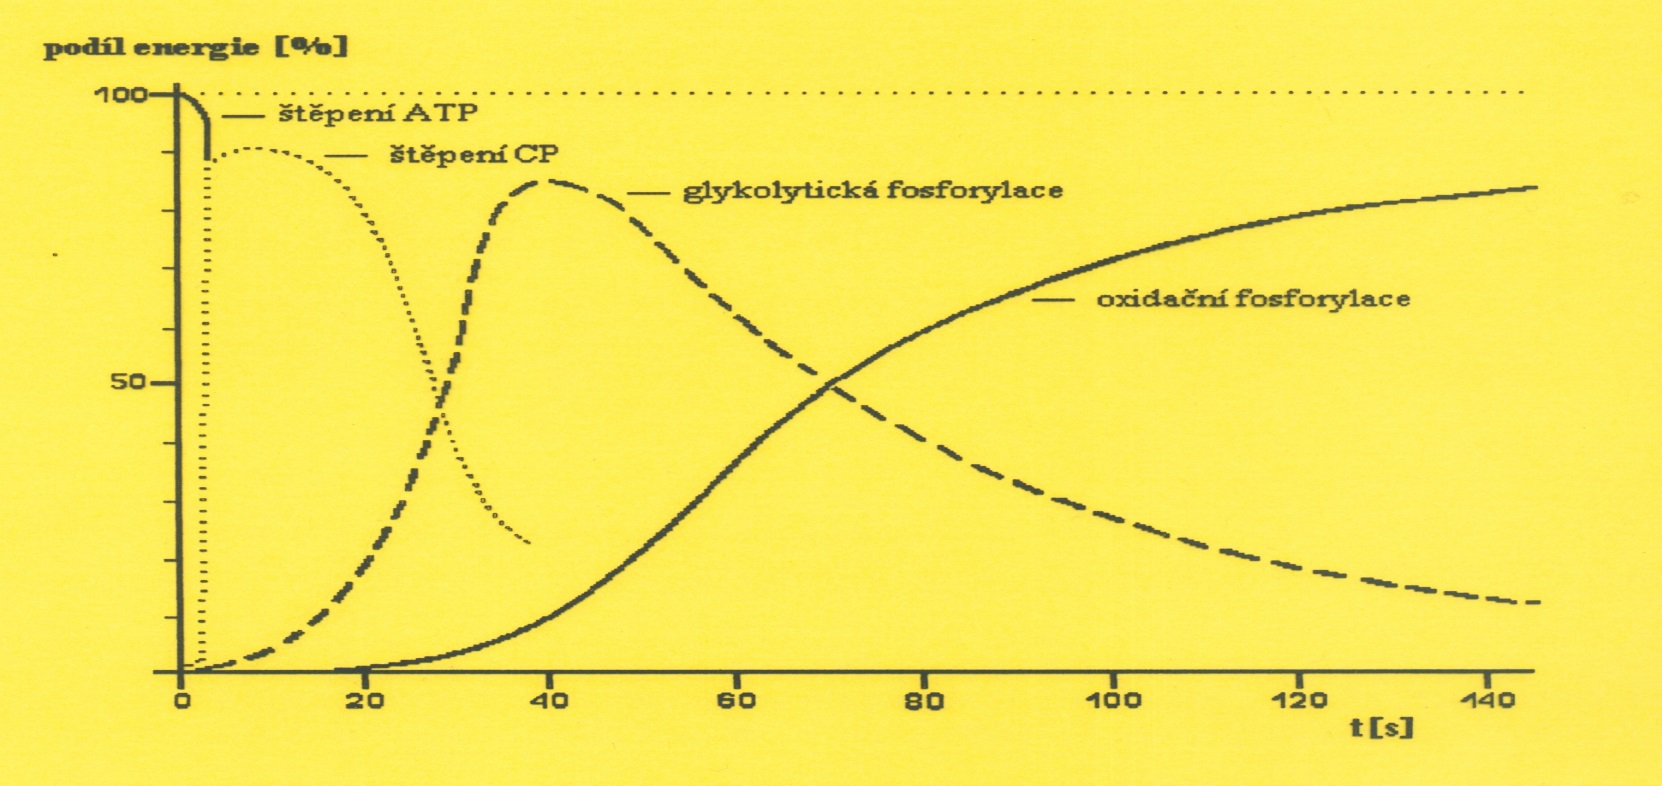 podíl energie [%]
100
štěpení ATP
štěpení CP
glykolytická fosforylace
oxidační fosforylace
50
0 20 40 60 80 100 120 140
t [s]